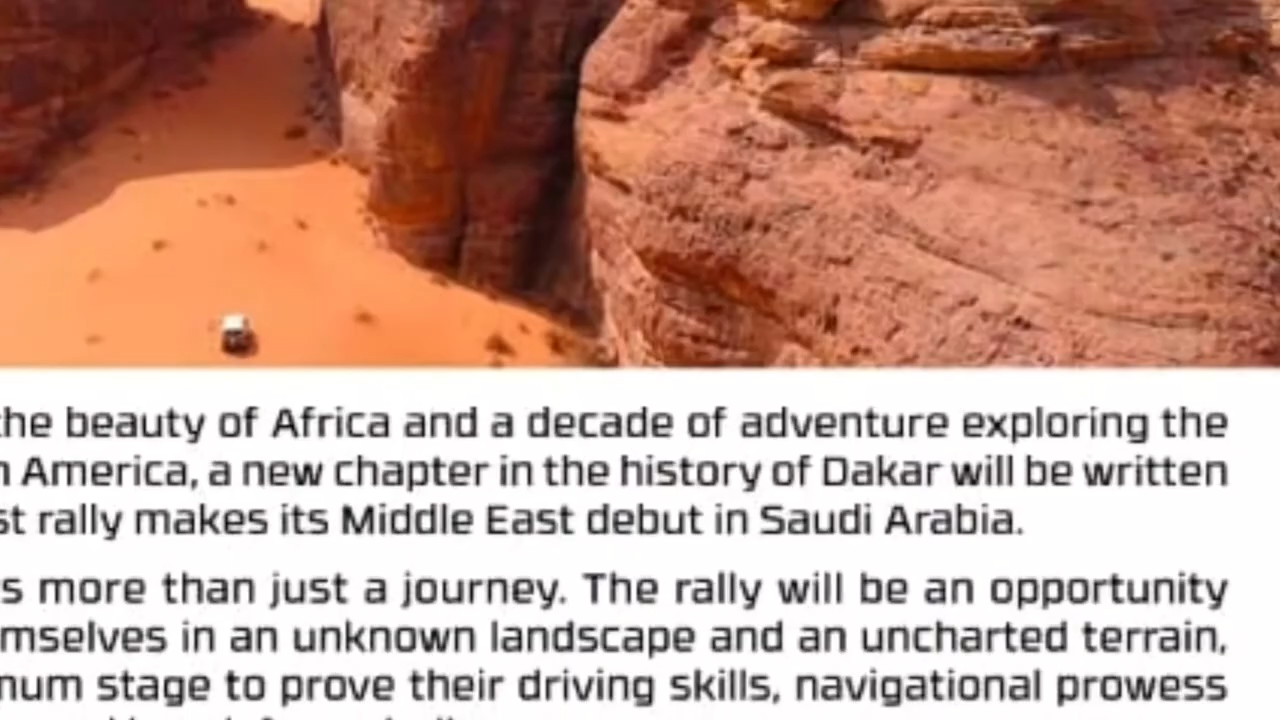 the beauty of Africa and a decade of adventure exploring the
America, a new chapter in the history of Dakar will be written
rally makes its Middle East debut in Saudi Arabia.
more than just a journey. The rally will be an opportunity
in an unknown landscape and an uncharted terrain,
stage to prove their driving skills, navigational prowess